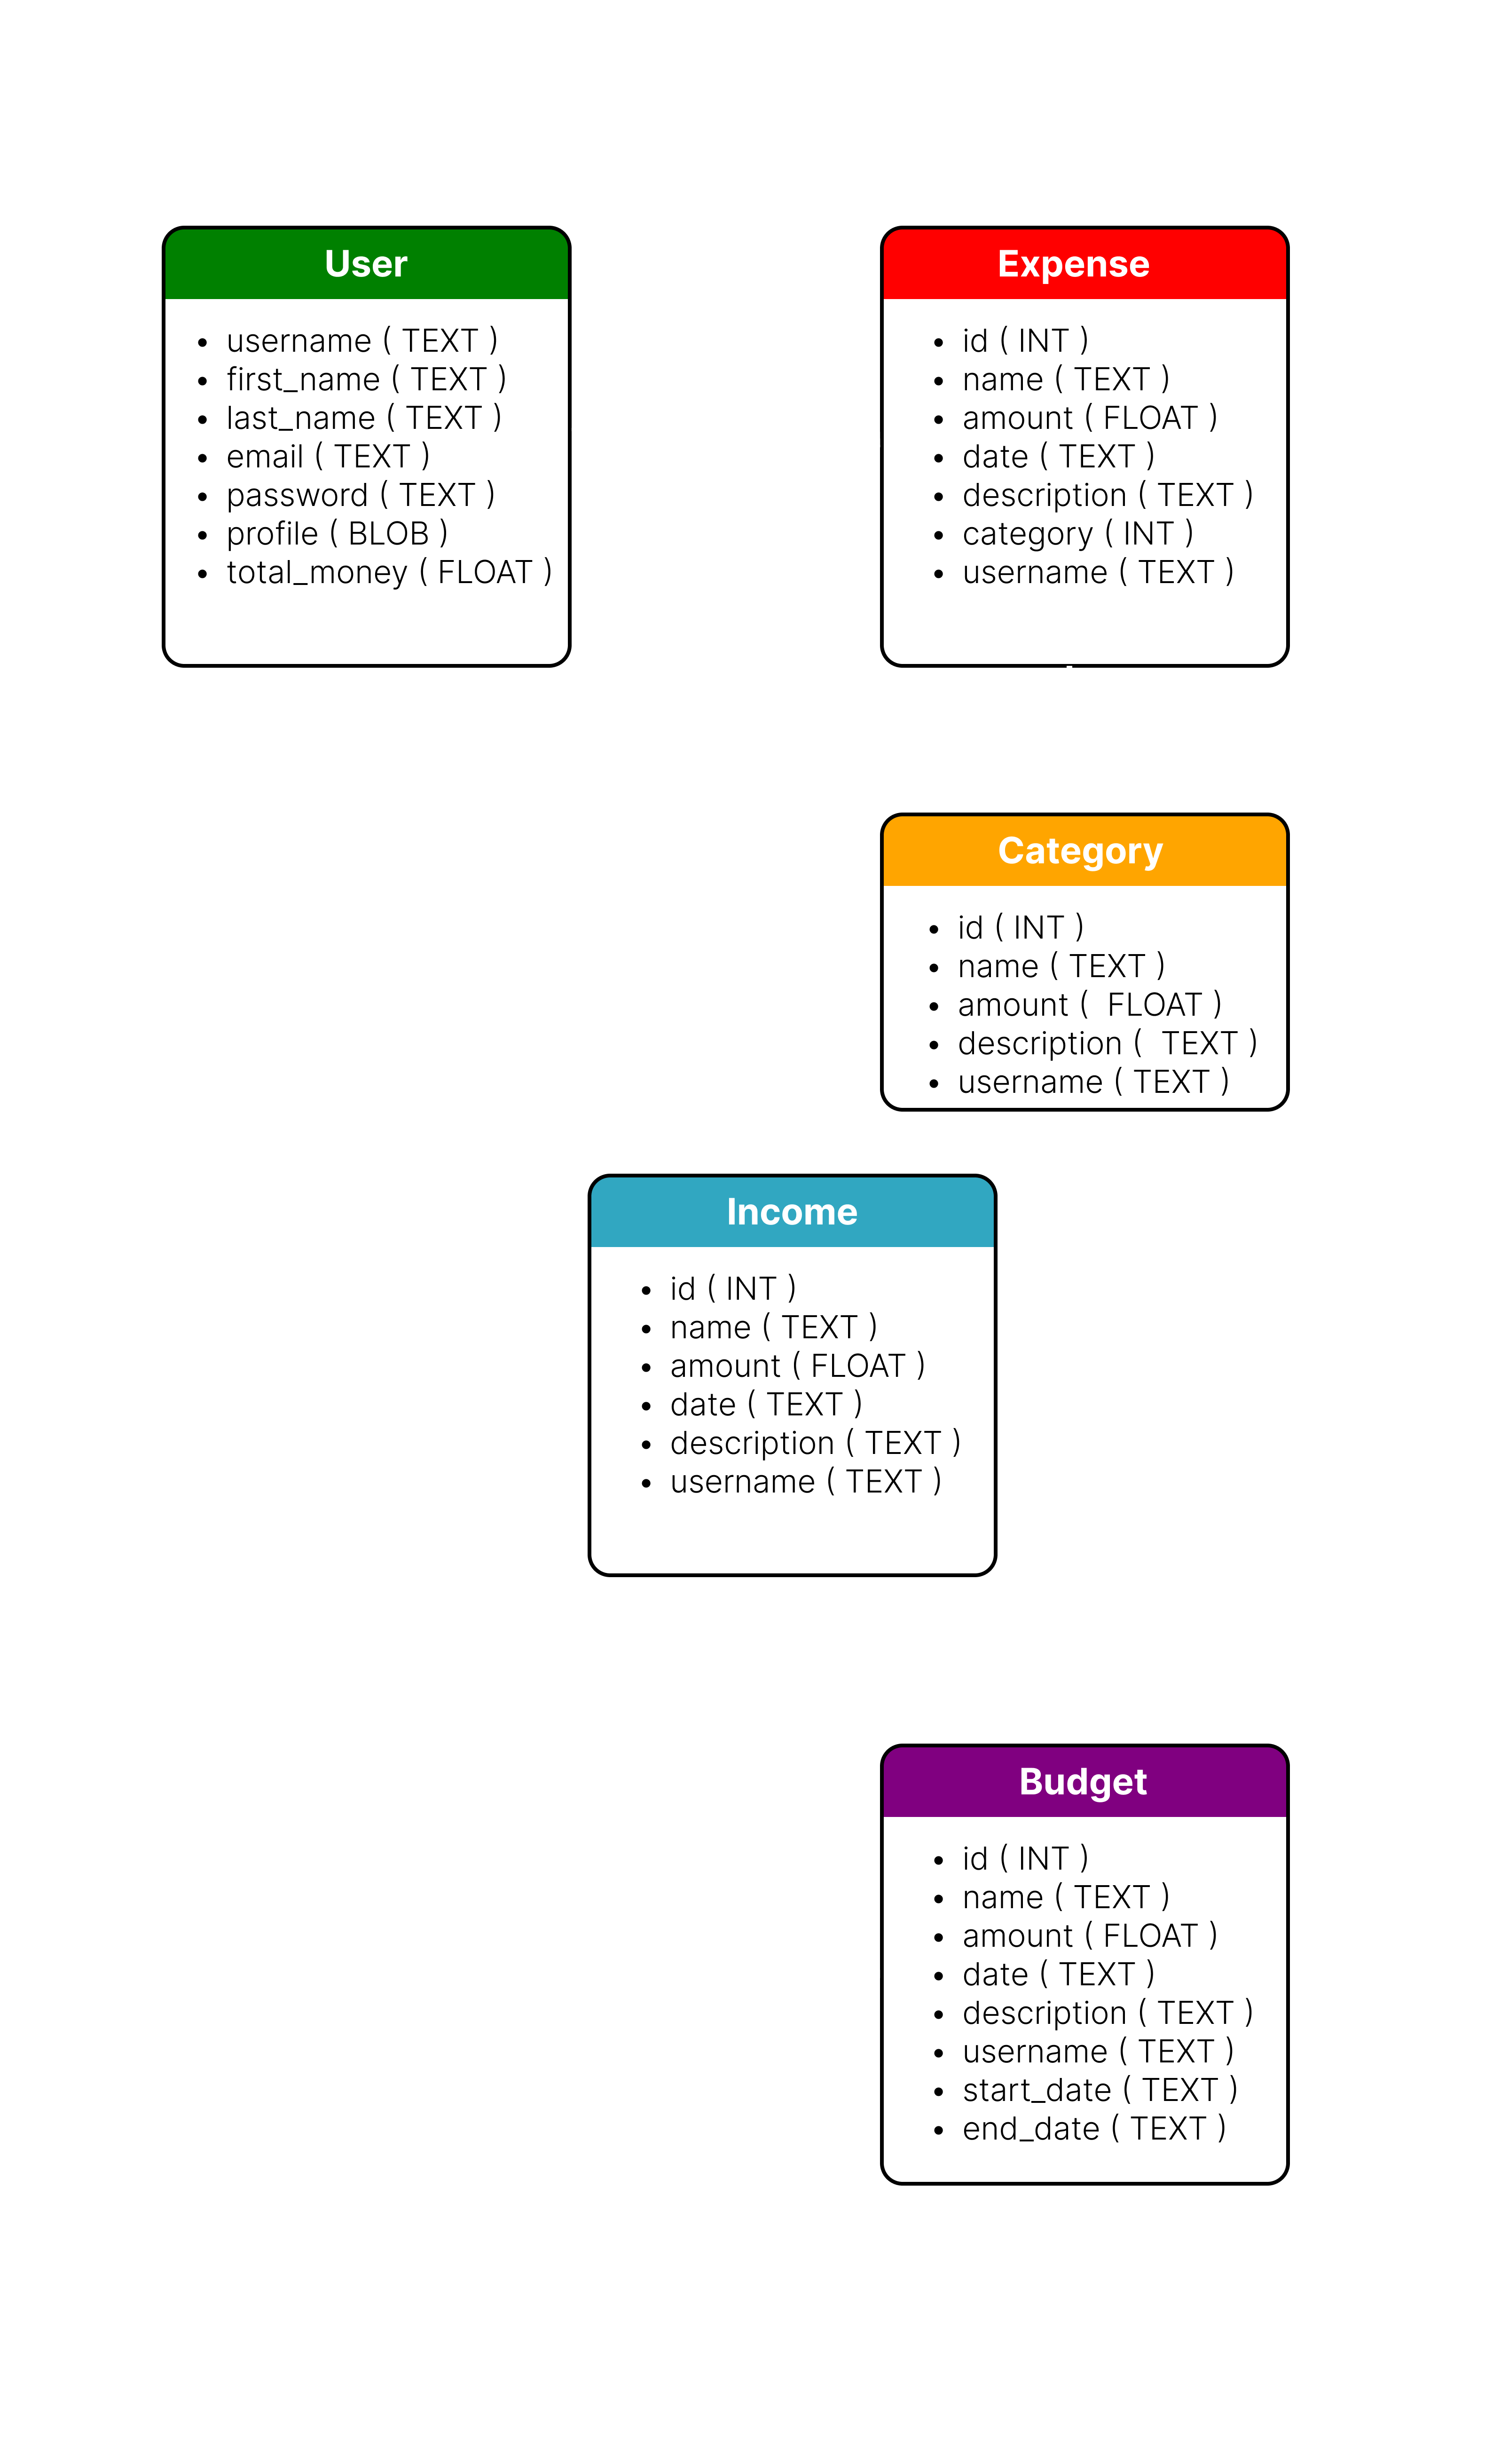 User
• username ( TEXT )
• first_name ( TEXT )
• last_name ( TEXT )
• email ( TEXT )
• password ( TEXT )
• profile ( BLOB )
• total_money ( FLOAT )
Expense
• id ( INT )
• name ( TEXT )
• amount ( FLOAT )
• date ( TEXT )
• description ( TEXT )
• category ( INT )
• username ( TEXT )
Category
• id ( INT )
• name ( TEXT )
• amount (  FLOAT )
• description (  TEXT )
• username ( TEXT )
Income
• id ( INT )
• name ( TEXT )
• amount ( FLOAT )
• date ( TEXT )
• description ( TEXT )
• username ( TEXT )
Budget
• id ( INT )
• name ( TEXT )
• amount ( FLOAT )
• date ( TEXT )
• description ( TEXT )
• username ( TEXT )
• start_date ( TEXT )
• end_date ( TEXT )